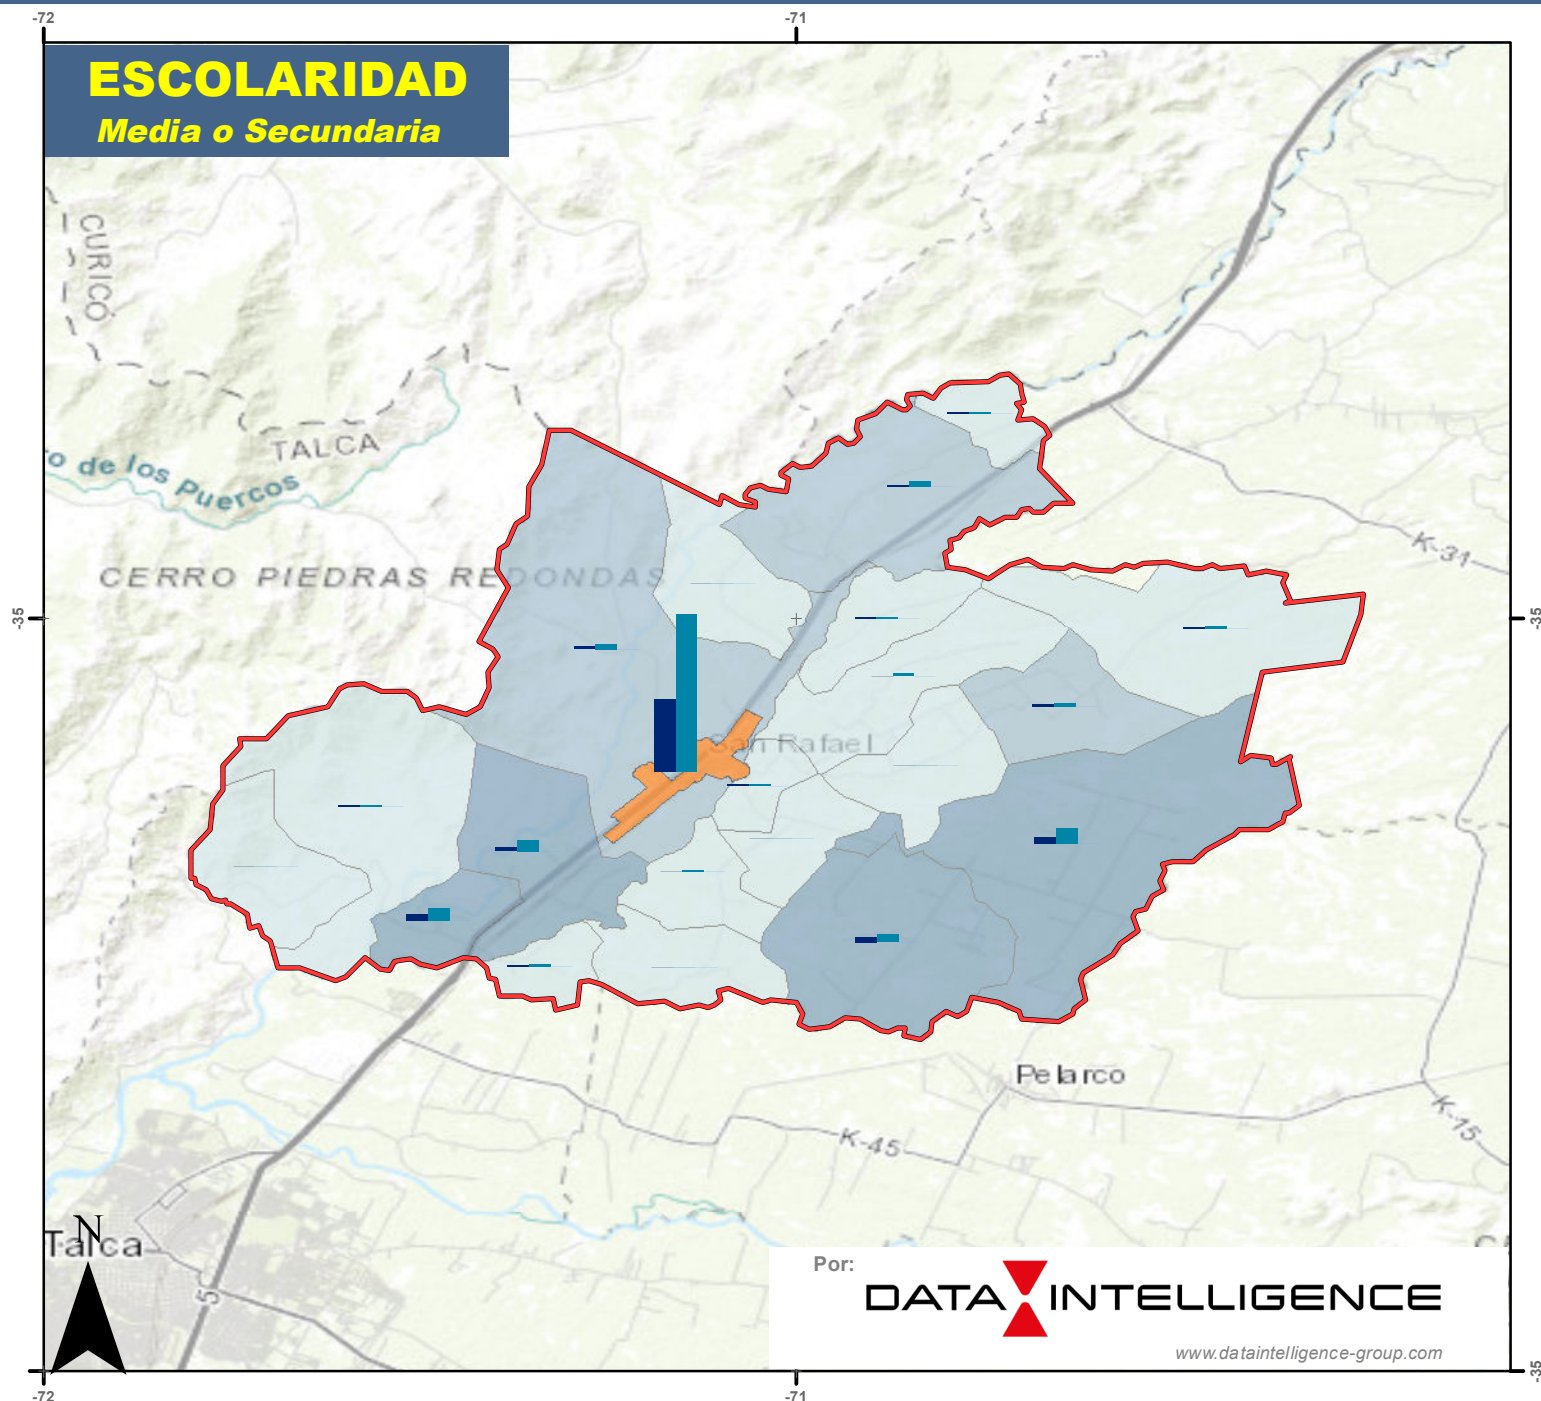 -72
-71
ESCOLARIDAD
Media o Secundaria
CURICÓ
TALCA
o de los Puercos
CERRO PIEDRAS REDONDAS
K-31
-35
-35
San Rafael
Pelarco
K-45
K-15
N
Talca
5
Por:
DATA INTELLIGENCE
www.dataintelligence-group.com
-35
-72
-71